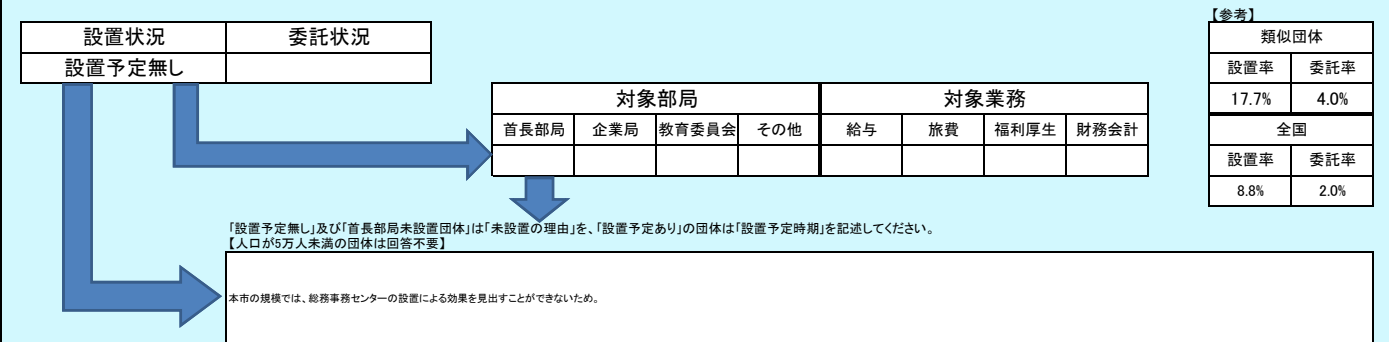 【参考】
設置状況 委託状況
設置予定無し
類似団体
設置率 委託率
17.7% 4.0%
全国
設置率 委託率
8.8% 2.0%
対象部局 対象業務
首長部局 企業局 教育委員会 その他 給与 旅費 福利厚生 財務会計
「設置予定無し」及び「首長部局未設置団体」は「未設置の理由」を、「設置予定あり」の団体は「設置予定時期」を記述してください。
【人口が5万人未満の団体は回答不要】
本市の規模では、総務事務センターの設置による効果を見出すことができないため。